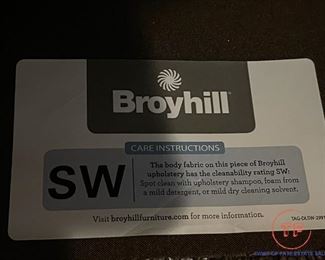 Broyhill
CARE INSTRUCTIONS
SW
The body fabric on this piece of Broyhill
upholstery has the cleanability rating SW:
Spot clean with upholstery shampoo, foam from
a mild detergent, or mild dry cleaning solvent.
Visit broyhillfurniture.com for more information.